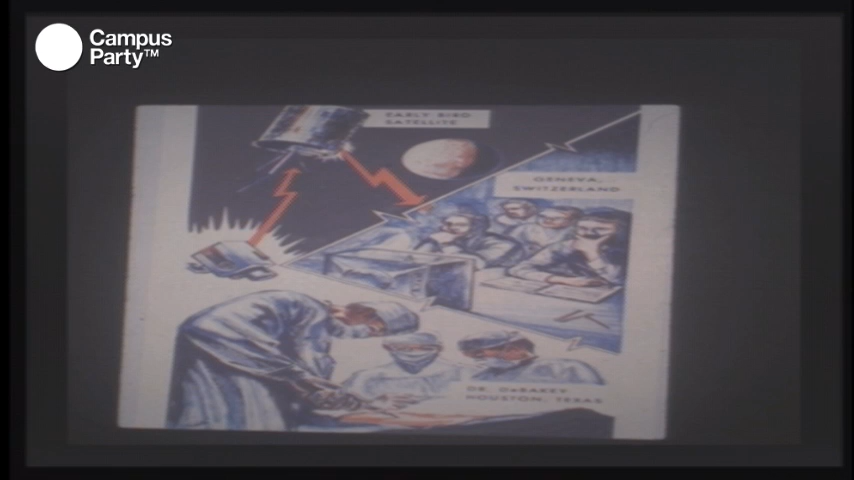 Campus
Party™
EARLY BIRD
SATELLITE
GENEVA,
SWITZERLAND
DR. DeBAKEY
HOUSTON, TEXAS